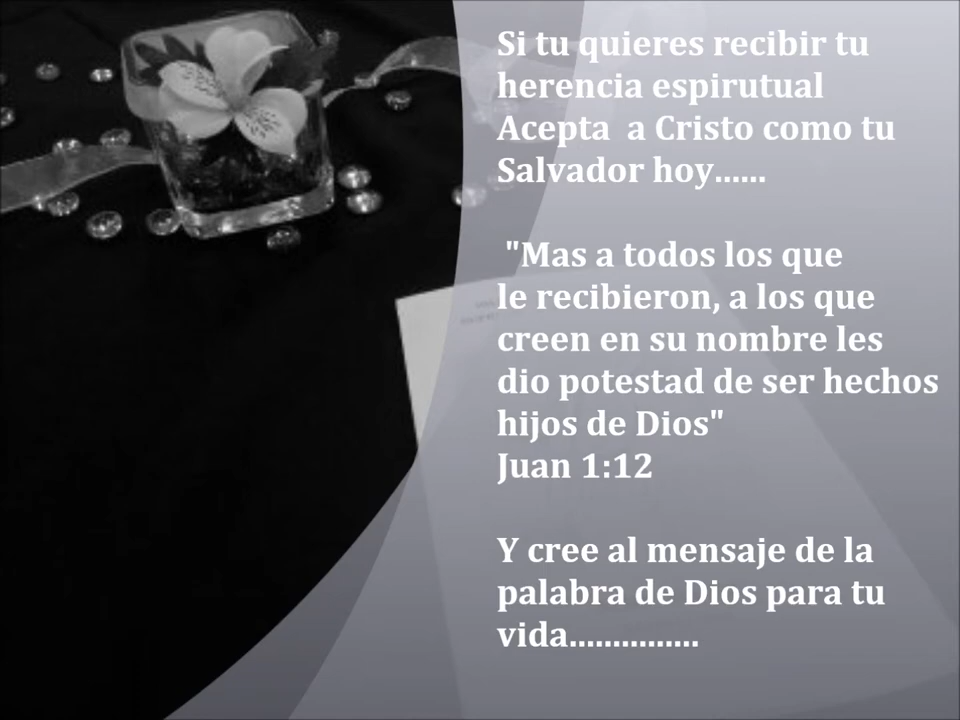 Si tu quieres recibir tu
herencia espirutual
Acepta  a Cristo como tu
Salvador hoy......
"Mas a todos los que
le recibieron, a los que
creen en su nombre les
dio potestad de ser hechos
hijos de Dios"
Juan 1:12
Y cree al mensaje de la
palabra de Dios para tu
vida...............